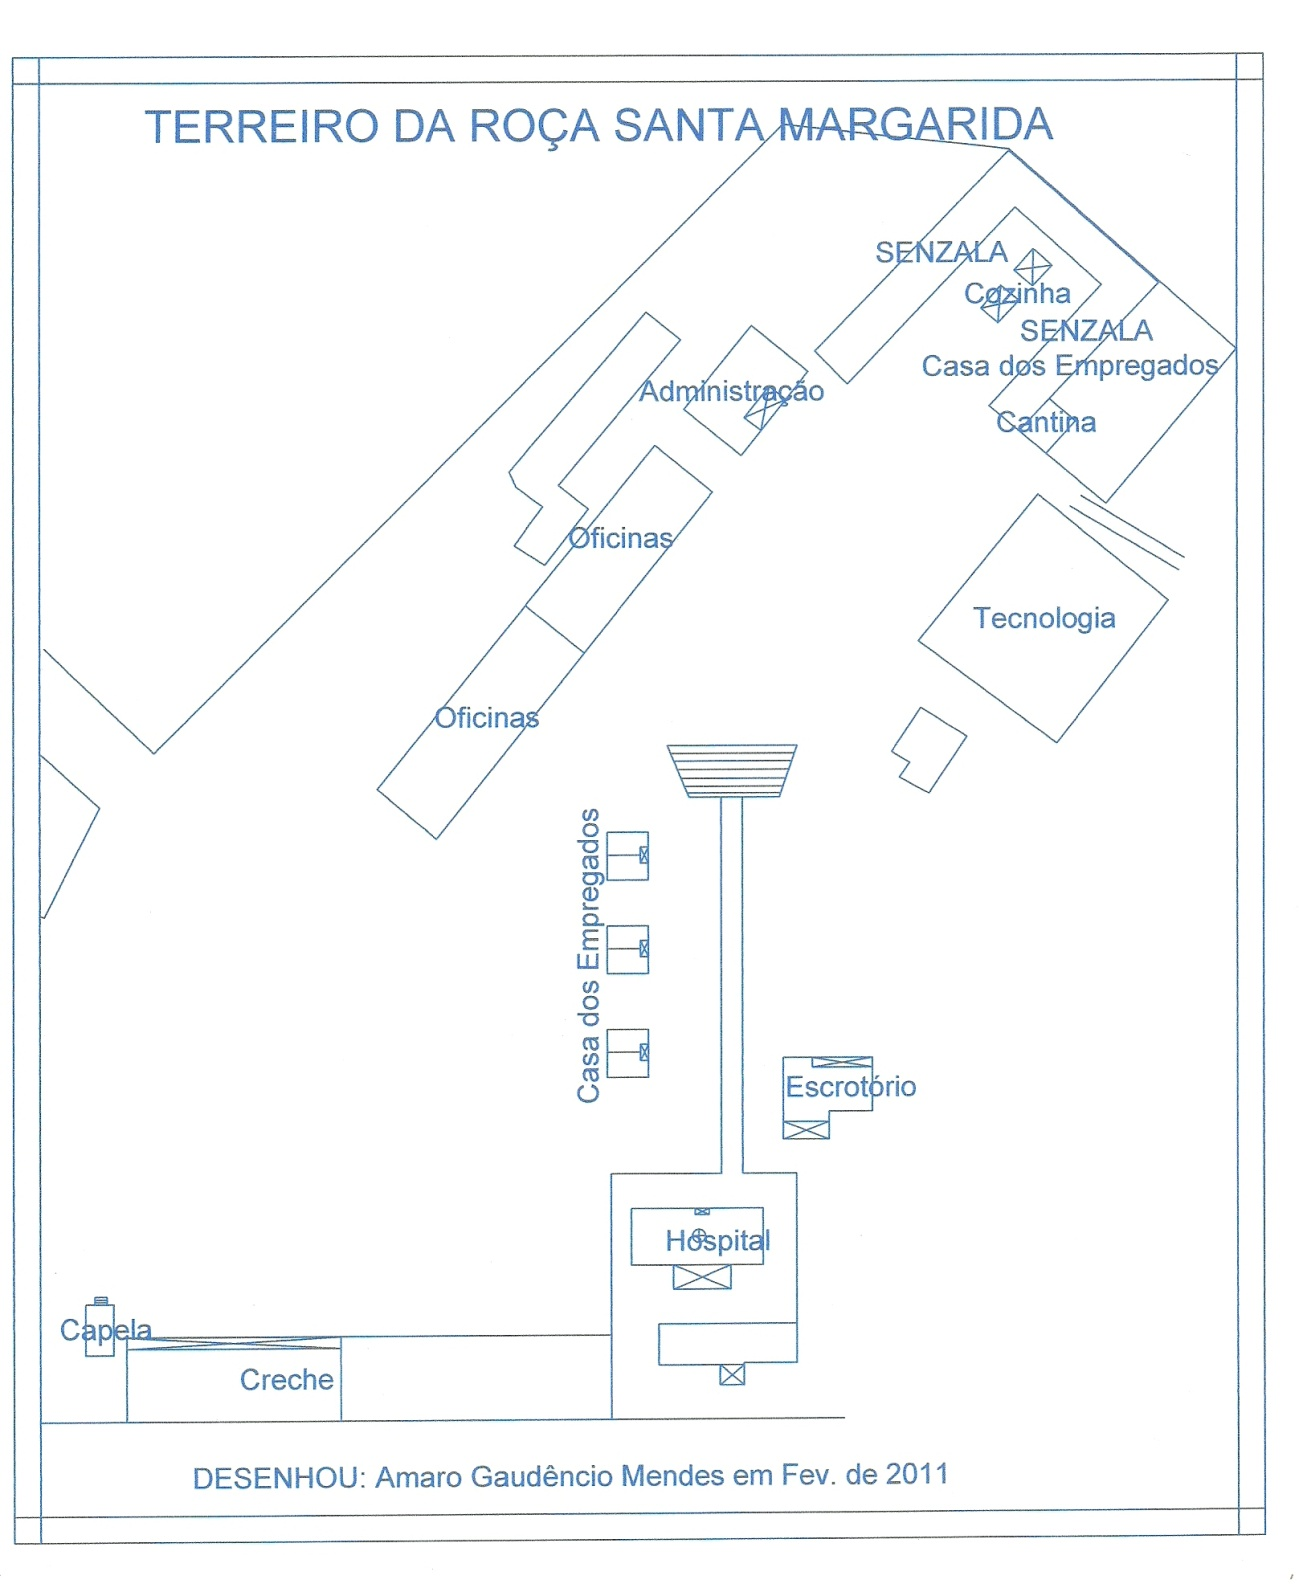 TERREIRO DA ROÇA SANTA MARGARIDA
SENZALA
Cozinha
SENZALA
Casa dos Empregados
Administração
Cantina
Oficinas
Tecnologia
Oficinas
Casa dos Empregados
Escrotório
Hospital
Capela
Creche
DESENHOU: Amaro Gaudêncio Mendes em Fev. de 2011